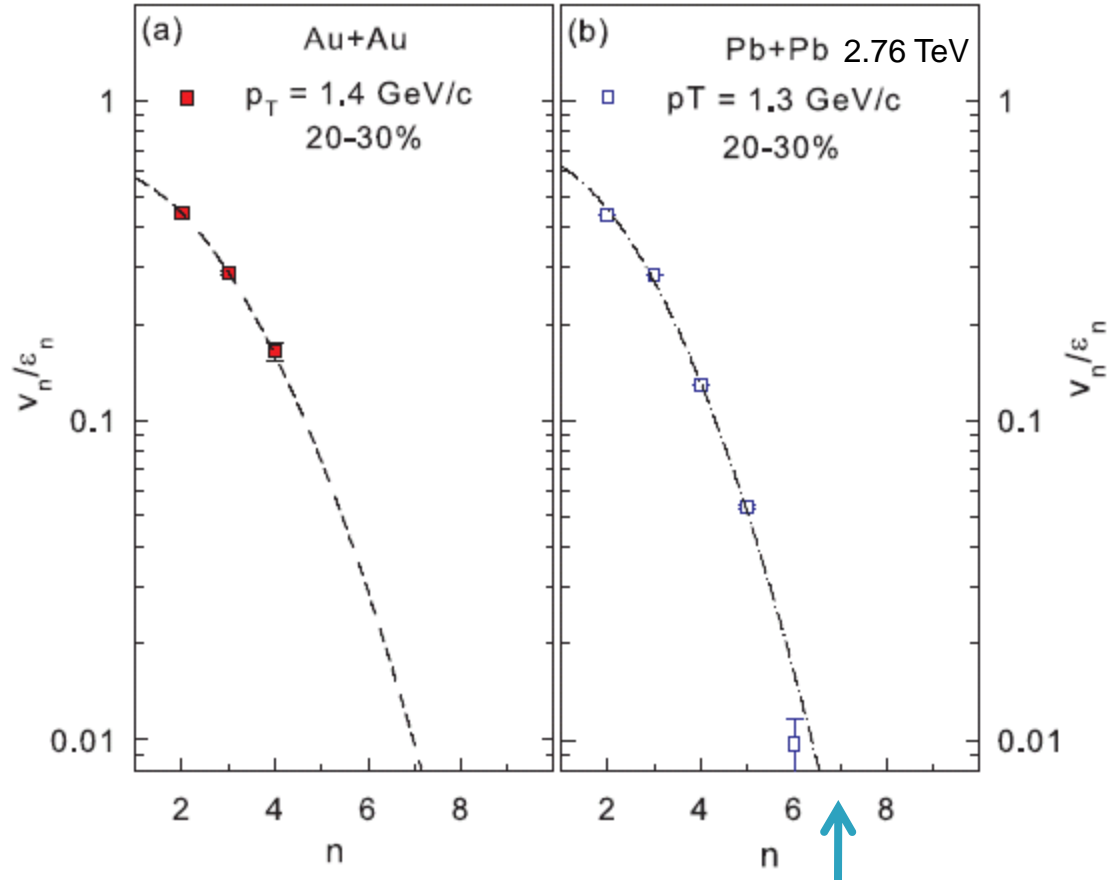 (a)
Au+Au
p_T = 1.4 GeV/c
20-30%
1
0.1
0.01
v_n/ε_n
2 4 6 8
n
(b)
Pb+Pb 2.76 TeV
pT = 1.3 GeV/c
20-30%
1
0.1
0.01
v_n/ε_n
2 4 6 8
n